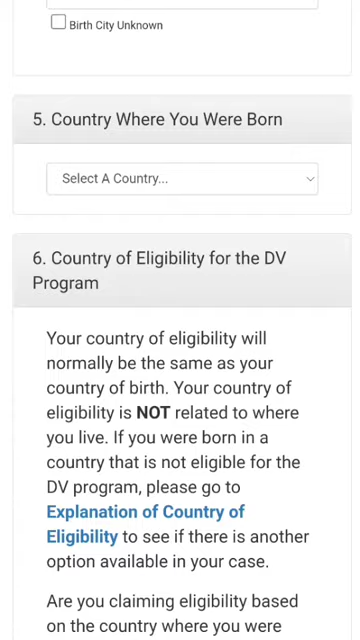 Birth City Unknown
5. Country Where You Were Born
Select A Country...
6. Country of Eligibility for the DV
Program
Your country of eligibility will
normally be the same as your
country of birth. Your country of
eligibility is NOT related to where
you live. If you were born in a
country that is not eligible for the
DV program, please go to
Explanation of Country of
Eligibility to see if there is another
option available in your case.
Are you claiming eligibility based
on the country where you were